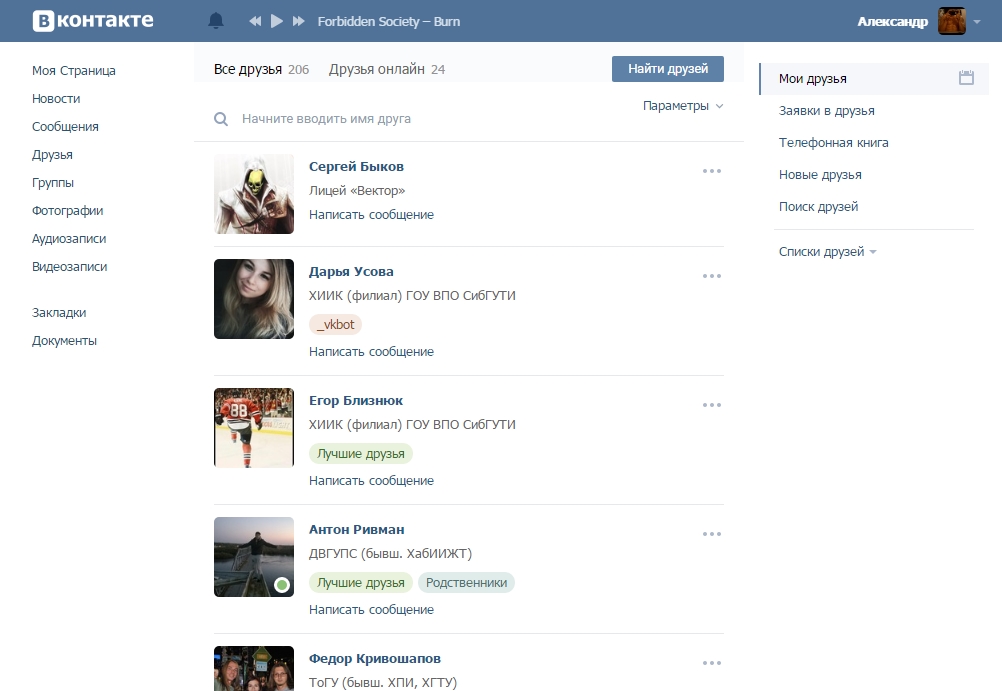 В контакте
Forbidden Society – Burn
Александр
Моя Страница
Новости
Сообщения
Друзья
Группы
Фотографии
Аудиозаписи
Видеозаписи
Закладки
Документы
Все друзья 206 Друзья онлайн 24
Найти друзей
Начните вводить имя друга
Параметры
Сергей Быков
Лицей «Вектор»
Написать сообщение
Дарья Усова
ХИИК (филиал) ГОУ ВПО СибГУТИ
_vkbot
Написать сообщение
88
Егор Близнюк
ХИИК (филиал) ГОУ ВПО СибГУТИ
Лучшие друзья
Написать сообщение
Антон Ривман
ДВГУПС (бывш. ХабИИЖТ)
Лучшие друзья Родственники
Написать сообщение
Федор Кривошапов
ТоГУ (бывш. ХПИ, ХГТУ)
Мои друзья
Заявки в друзья
Телефонная книга
Новые друзья
Поиск друзей
Списки друзей